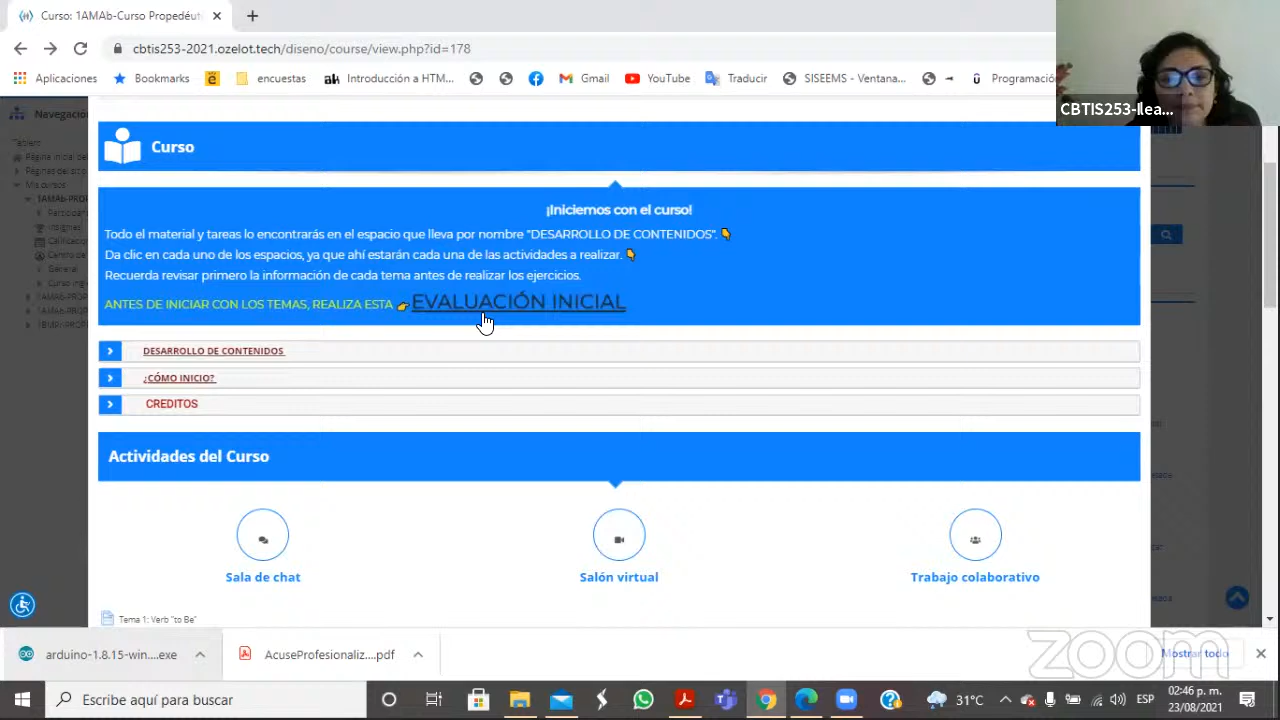 Curso: 1AMAb-Curso Propedéut
cbtis253-2021.ozelot.tech/diseno/course/view.php?id=178
Aplicaciones
Bookmarks
encuestas
Introducción a HTM...
Gmail
YouTube
Traducir
SISEEMS - Ventana...
CBTIS253-Ilea...
Curso
¡Iniciemos con el curso!
Todo el material y tareas lo encontrarás en el espacio que lleva por nombre "DESARROLLO DE CONTENIDOS".
Da clic en cada uno de los espacios, ya que ahí estarán cada una de las actividades a realizar.
Recuerda revisar primero la información de cada tema antes de realizar los ejercicios.
ANTES DE INICIAR CON LOS TEMAS, REALIZA ESTA EVALUACIÓN INICIAL
DESARROLLO DE CONTENIDOS
¿CÓMO INICIO?
CREDITOS
Actividades del Curso
Sala de chat
Salón virtual
Trabajo colaborativo
Tema 1: Verb "to Be"
arduino-1.8.15-win....exe
AcuseProfesionaliz....pdf
Mostrar todo
zoom
Escribe aquí para buscar
31°C
ESP
02:46 p. m.
23/08/2021